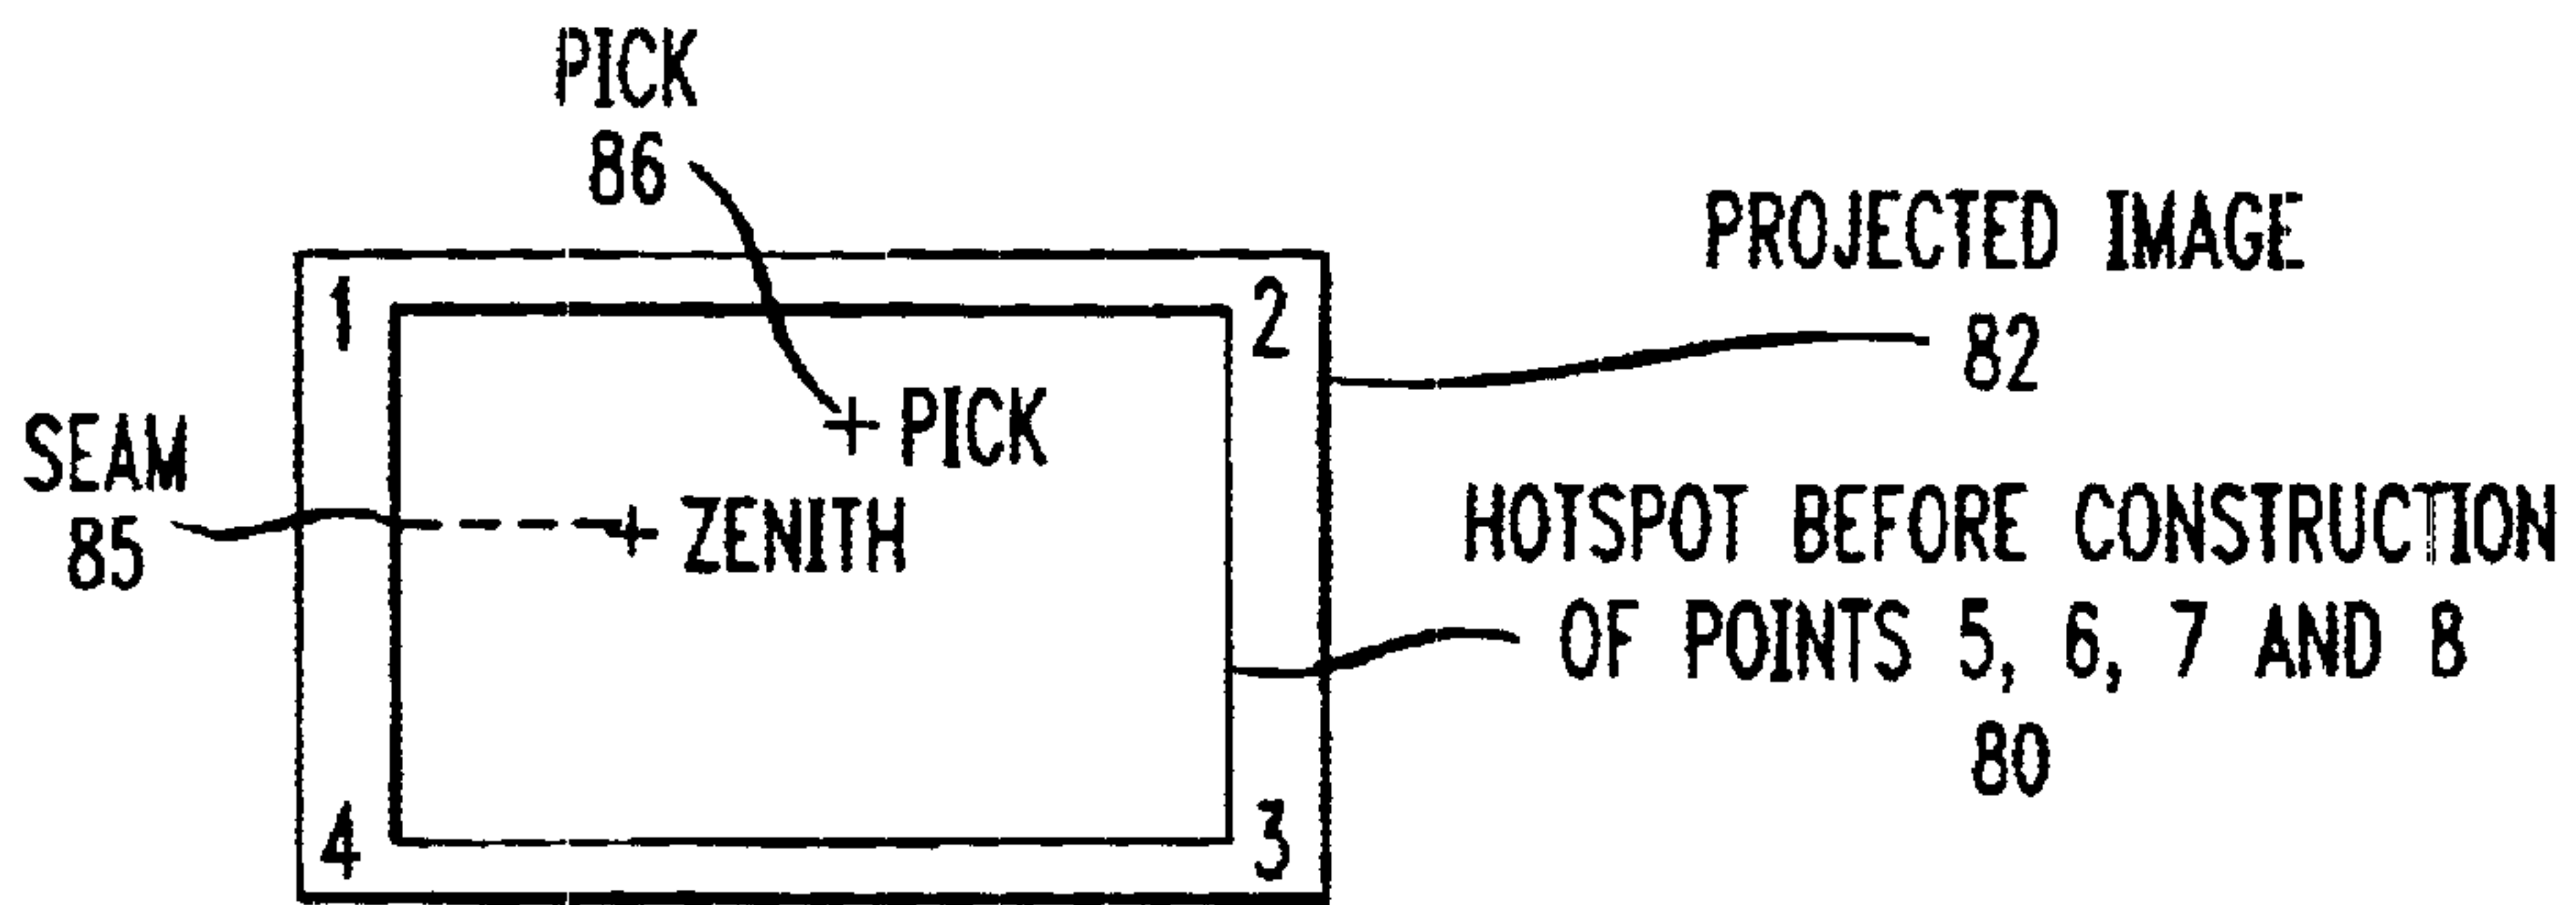 PICK
86
PROJECTED IMAGE
82
1
2
PICK
SEAM
85
ZENITH
HOTSPOT BEFORE CONSTRUCTION
OF POINTS 5, 6, 7 AND 8
80
4
3